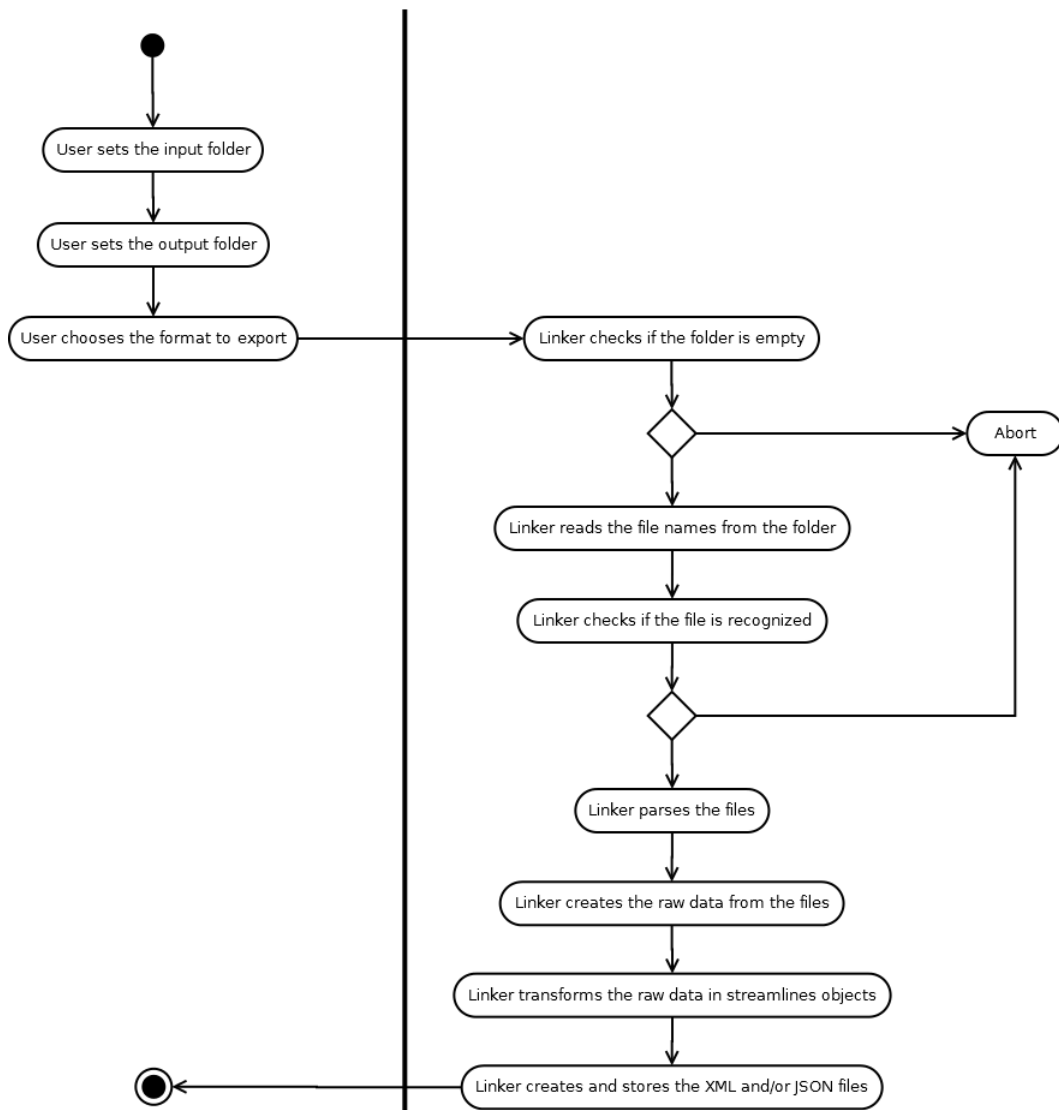 User sets the input folder
User sets the output folder
User chooses the format to export
Linker checks if the folder is empty
Abort
Linker reads the file names from the folder
Linker checks if the file is recognized
Linker parses the files
Linker creates the raw data from the files
Linker transforms the raw data in streamlines objects
Linker creates and stores the XML and/or JSON files